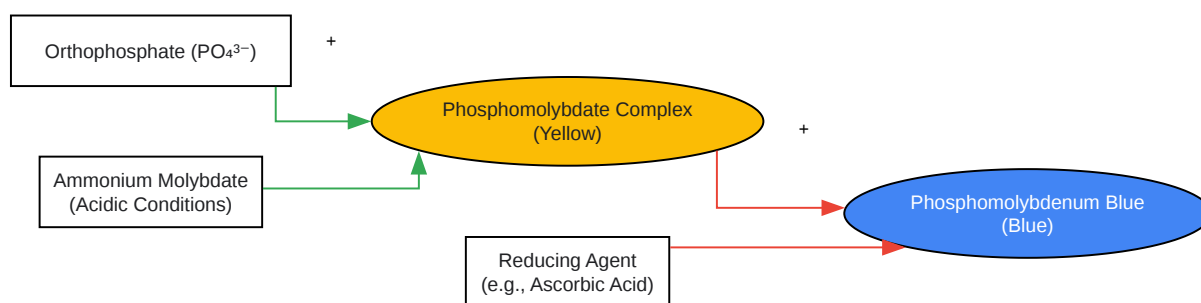 Orthophosphate (PO₄³⁻)
+
Phosphomolybdate Complex
(Yellow)
+
Ammonium Molybdate
(Acidic Conditions)
Phosphomolybdenum Blue
(Blue)
Reducing Agent
(e.g., Ascorbic Acid)